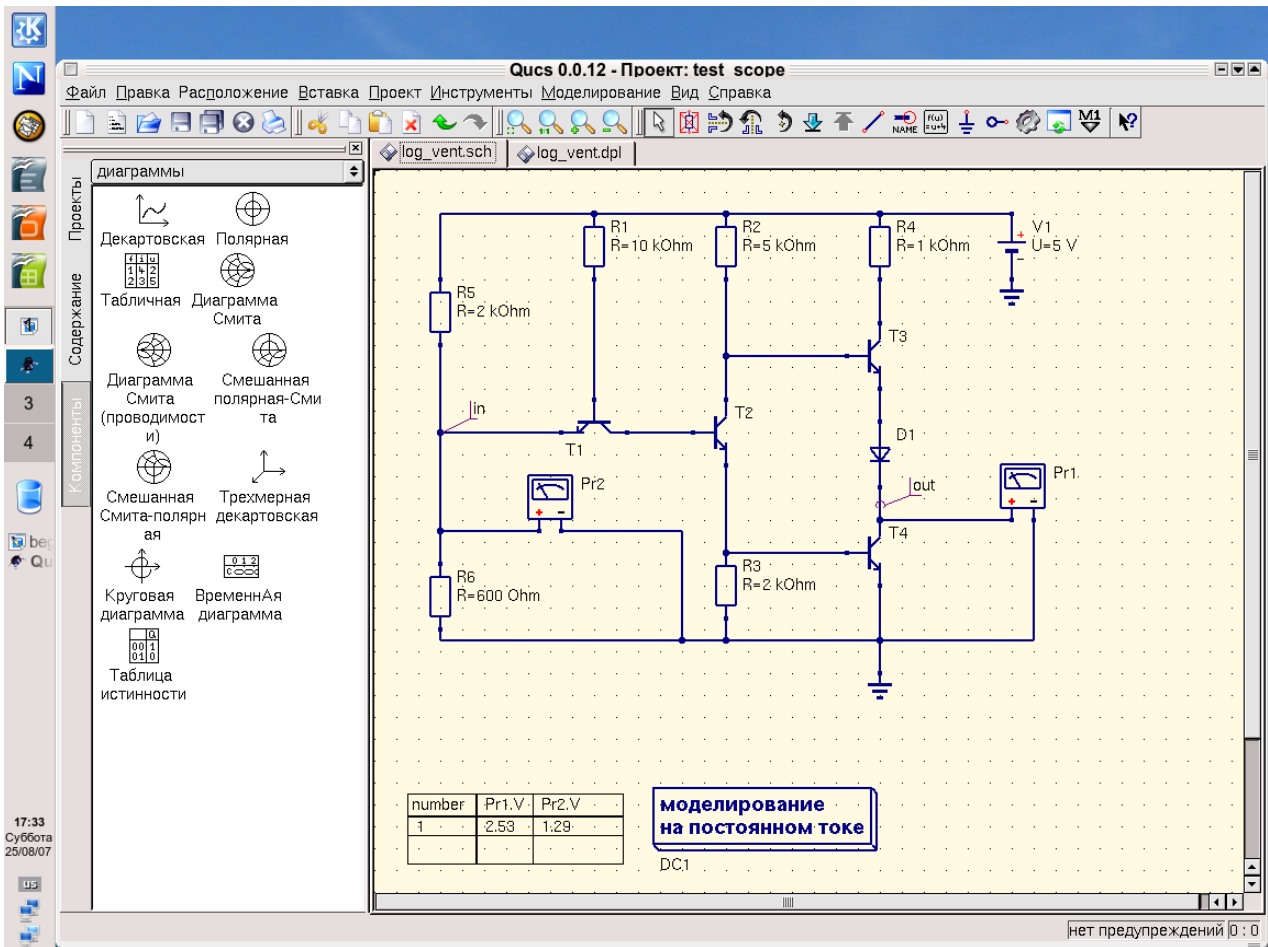 Qucs 0.0.12 - Проект: test_scope
Файл Правка Расположение Вставка Проект Инструменты Моделирование Вид Справка
NAME
M1
log_vent.sch
log_vent.dpl
диаграммы
Проекты
Содержание
Компоненты
Декартовская Полярная
Табличная Диаграмма
Смита
Диаграмма Смешанная
Смита полярная-Сми
(проводимост та
и)
Смешанная Трехмерная
Смита-полярн декартовская
ая
Круговая ВременнАя
диаграмма диаграмма
Таблица
истинности
R1
R=10 kOhm
R2
R=5 kOhm
R4
R=1 kOhm
V1
U=5 V
R5
R=2 kOhm
T3
in
T2
T1
D1
Pr2
out
Pr1
T4
R6
R=600 Ohm
R3
R=2 kOhm
number Pr1.V Pr2.V
1 2.53 1.29
моделирование
на постоянном токе
DC1
3
4
beg
Qu
17:33
Суббота
25/08/07
us
нет предупреждений 0 : 0